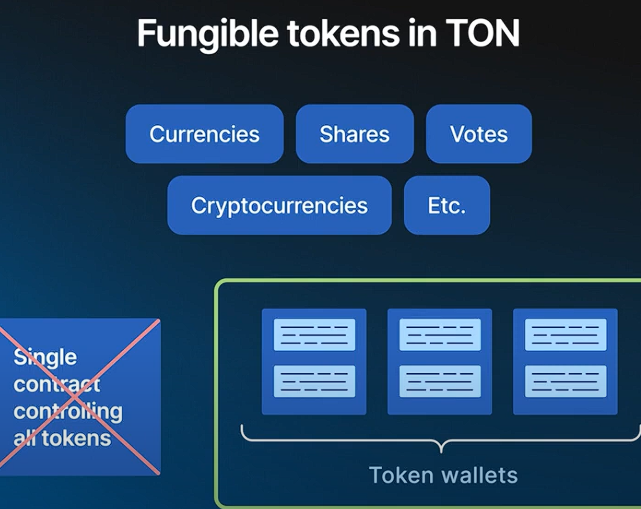 Fungible tokens in TON
Currencies
Shares
Votes
Cryptocurrencies
Etc.
Single
contract
controlling
all tokens
Token wallets